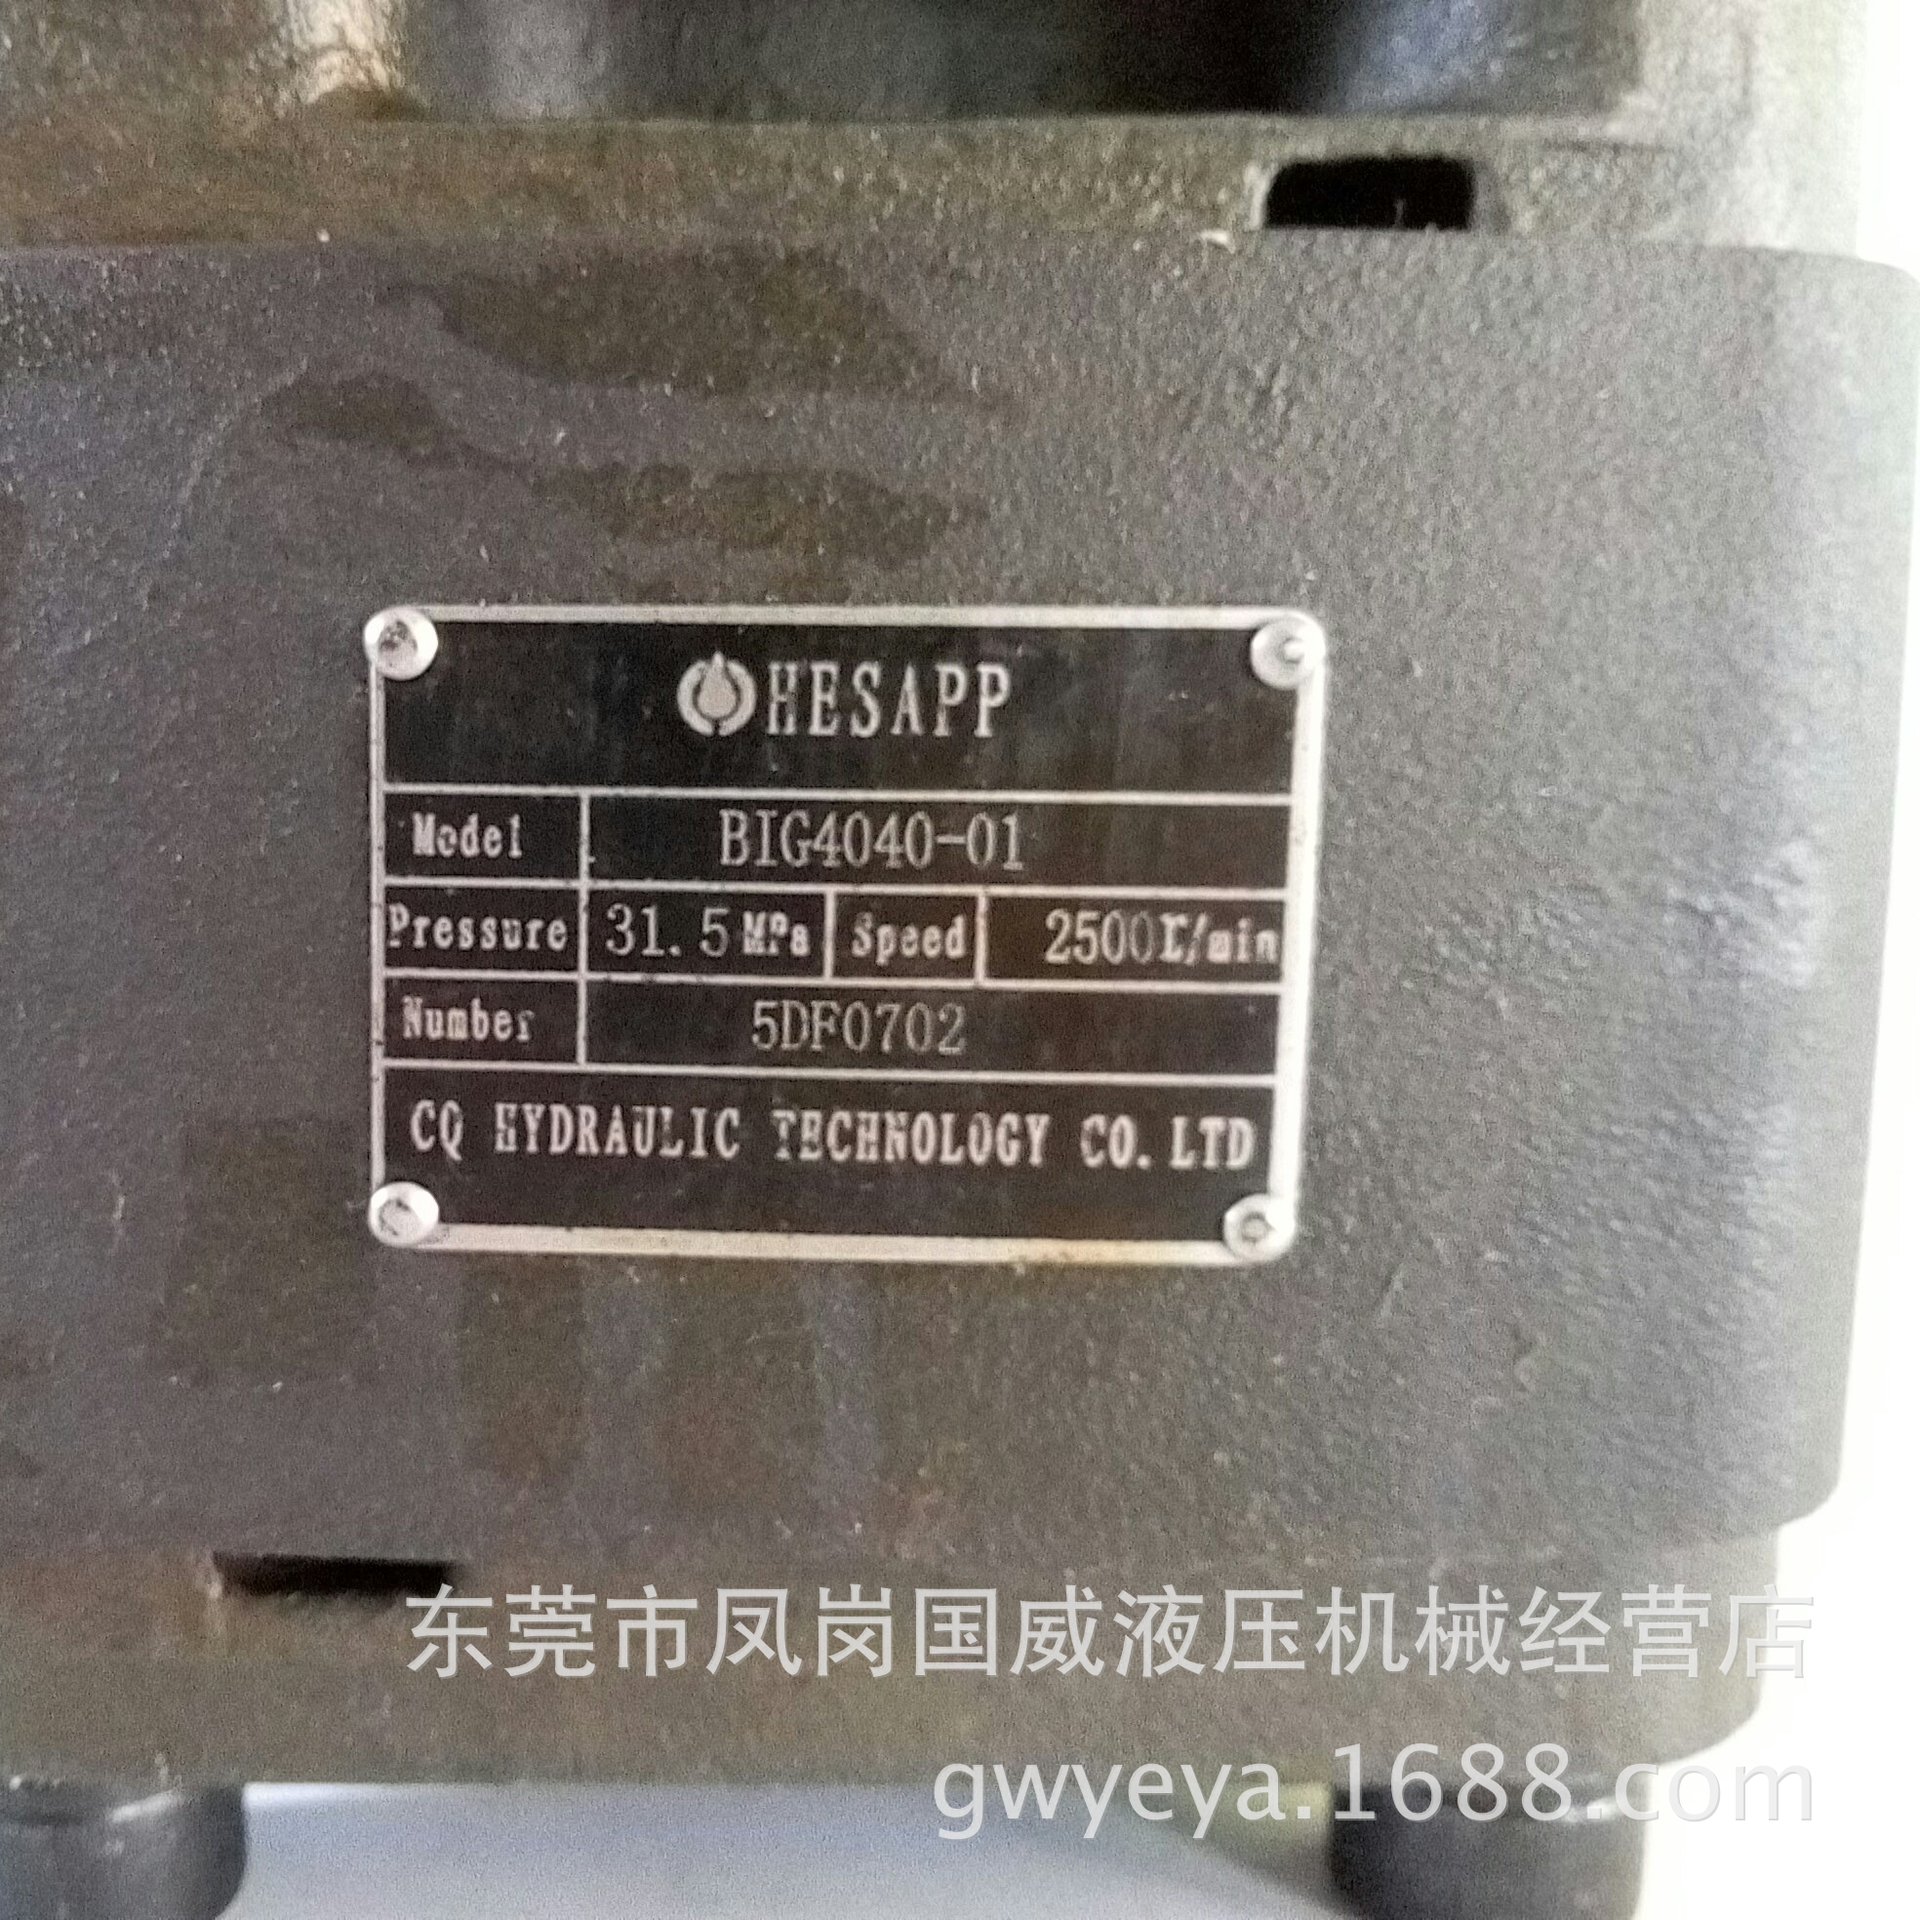 HESAPP
Model BIG4040-01
Pressure 31.5 MPa Speed 2500r/min
Number 5DF0702
CQ HYDRAULIC TECHNOLOGY CO.LTD
东莞市凤岗国威液压机械经营店
gwyeya.1688.com